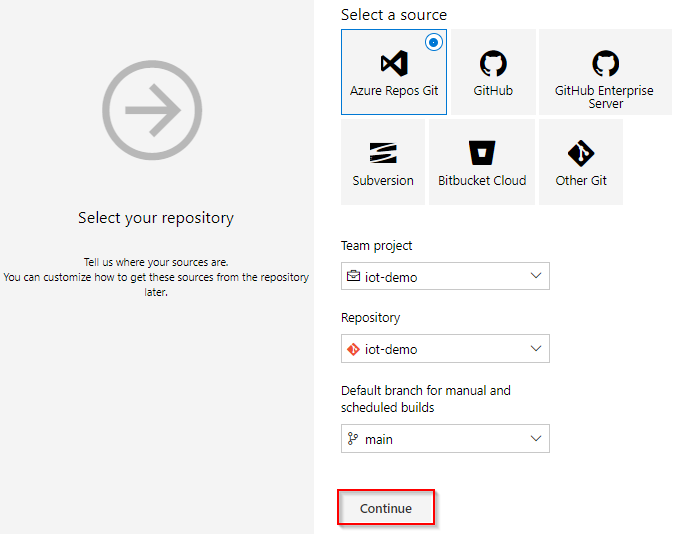 Select your repository
Tell us where your sources are.
You can customize how to get these sources from the repository
later.
Select a source
Azure Repos Git
GitHub
GitHub Enterprise
Server
Subversion
Bitbucket Cloud
Other Git
Team project
iot-demo
Repository
iot-demo
Default branch for manual and
scheduled builds
main
Continue